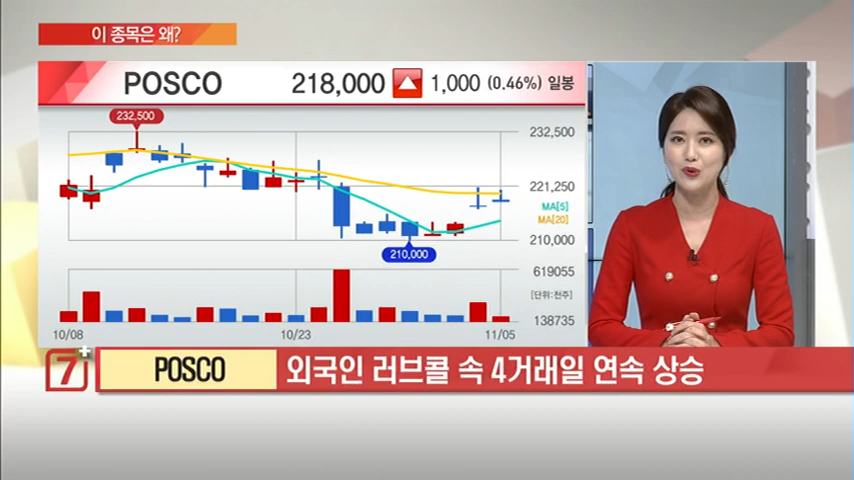 이 종목은 왜?
POSCO 218,000 1,000 (0.46%) 일봉
232,500
232,500
221,250
MA[5]
MA[20]
210,000
210,000
619055
[단위:천주]
138735
10/08 10/23 11/05
7+ POSCO 외국인 러브콜 속 4거래일 연속 상승